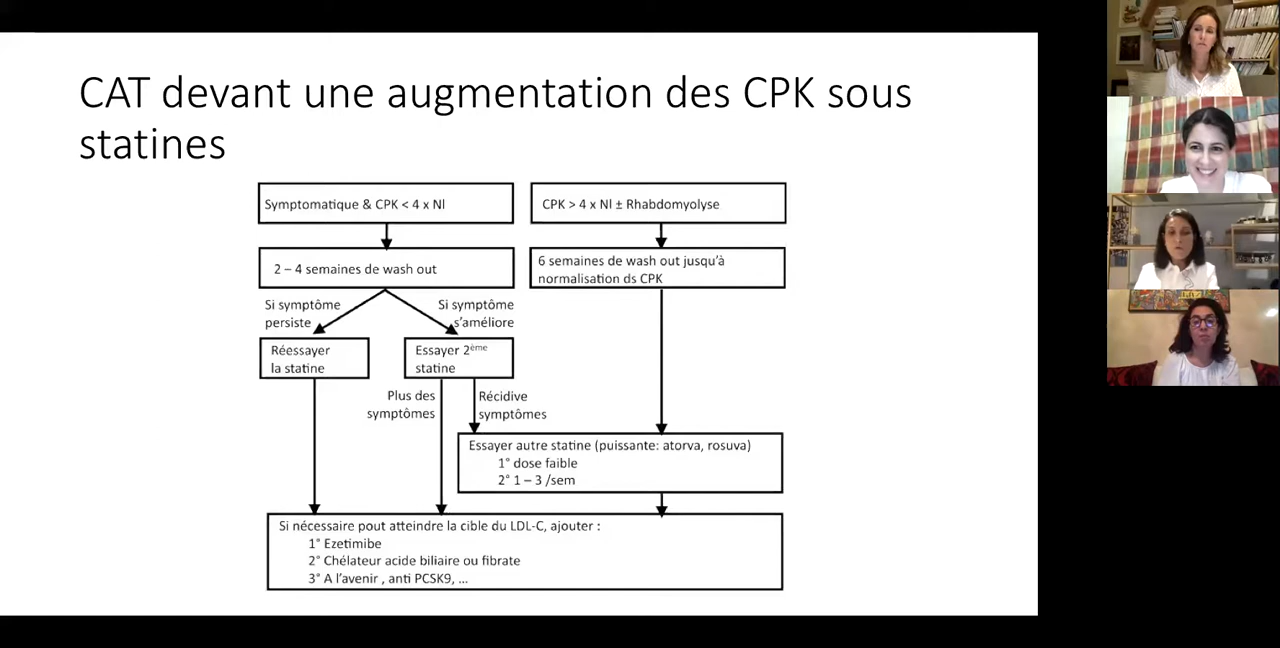 CAT devant une augmentation des CPK sous
statines
Symptomatique & CPK < 4 x Nl
CPK > 4 x Nl ± Rhabdomyolyse
2 – 4 semaines de wash out
6 semaines de wash out jusqu'à
normalisation ds CPK
Si symptôme
persiste
Si symptôme
s'améliore
Réessayer
la statine
Essayer 2ème
statine
Plus des
symptômes
Récidive
symptômes
Essayer autre statine (puissante: atorva, rosuva)
1° dose faible
2° 1 – 3 /sem
Si nécessaire pout atteindre la cible du LDL-C, ajouter :
1° Ezetimibe
2° Chélateur acide biliaire ou fibrate
3° A l'avenir , anti PCSK9, ...